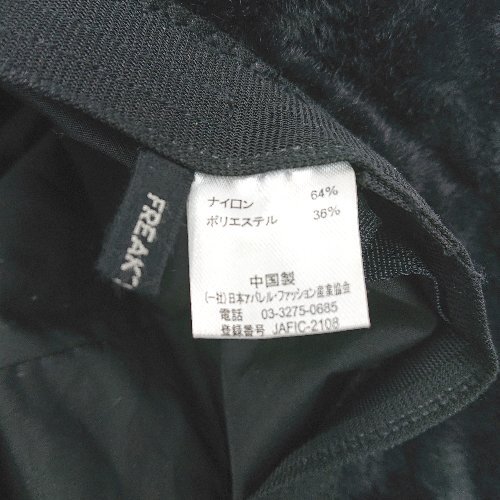 FREAK'
ナイロン 64%
ポリエステル 36%
中国製
(一社)日本アパレル・ファッション産業協会
電話 03-3275-0685
登録番号 JAFIC-2108